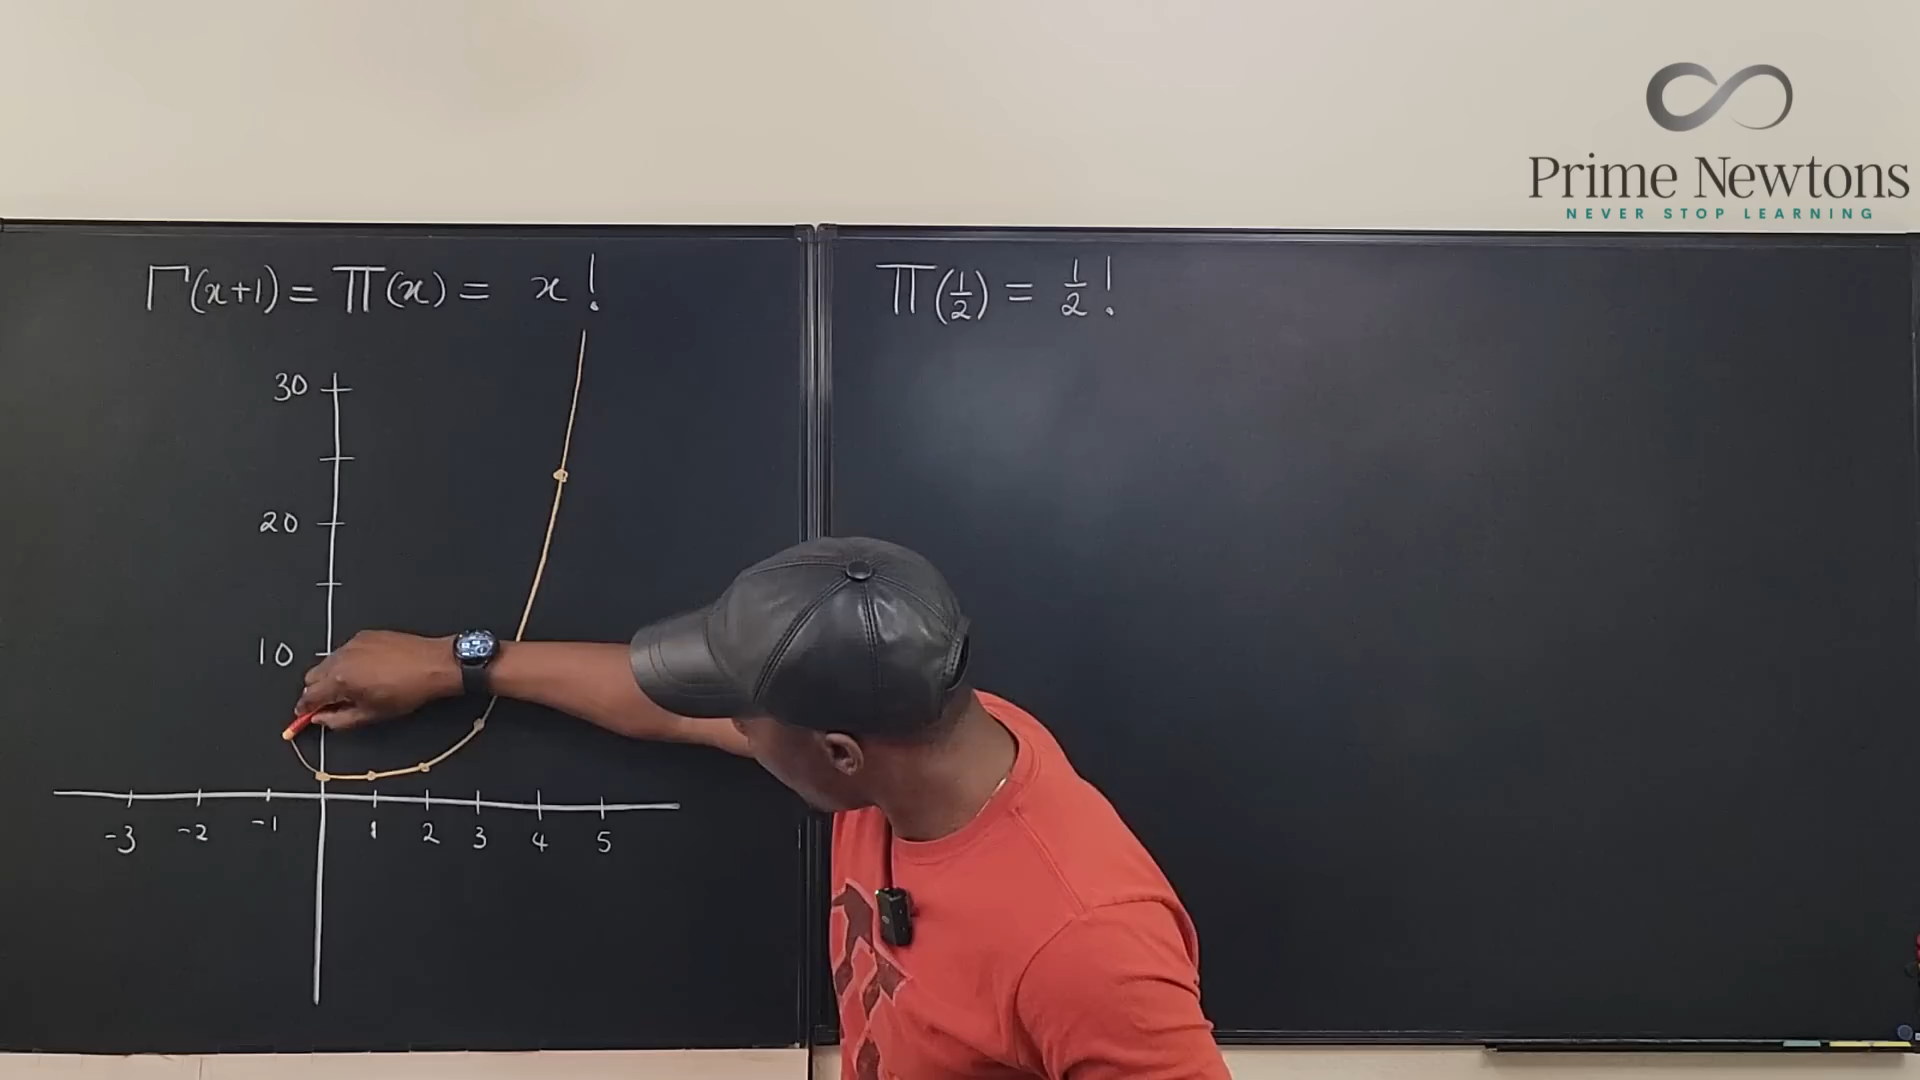 Prime Newtons
NEVER STOP LEARNING
Γ(x+1) = Π(x) = x!
Π(1/2) = 1/2!
30
20
10
-3 -2 -1 1 2 3 4 5